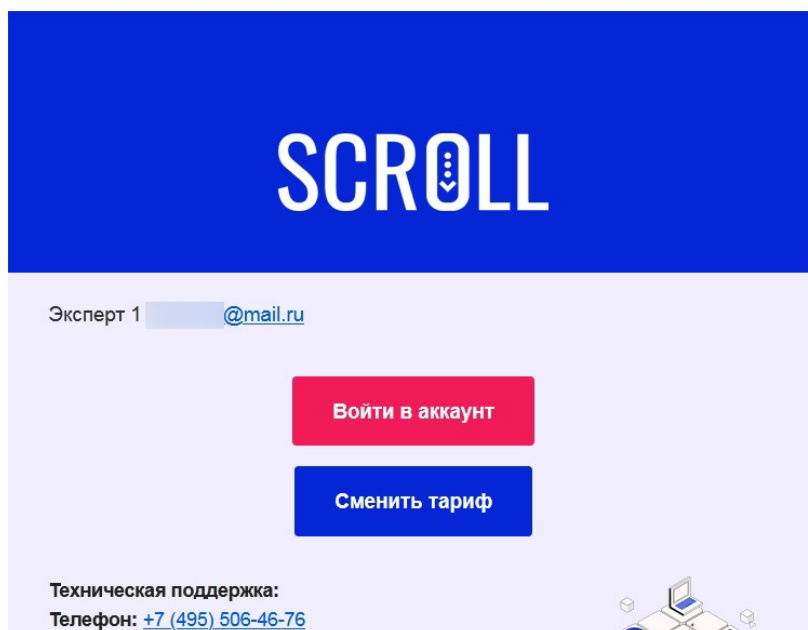 SCROLL
Эксперт 1 @mail.ru
Войти в аккаунт
Сменить тариф
Техническая поддержка:
Телефон: +7 (495) 506-46-76